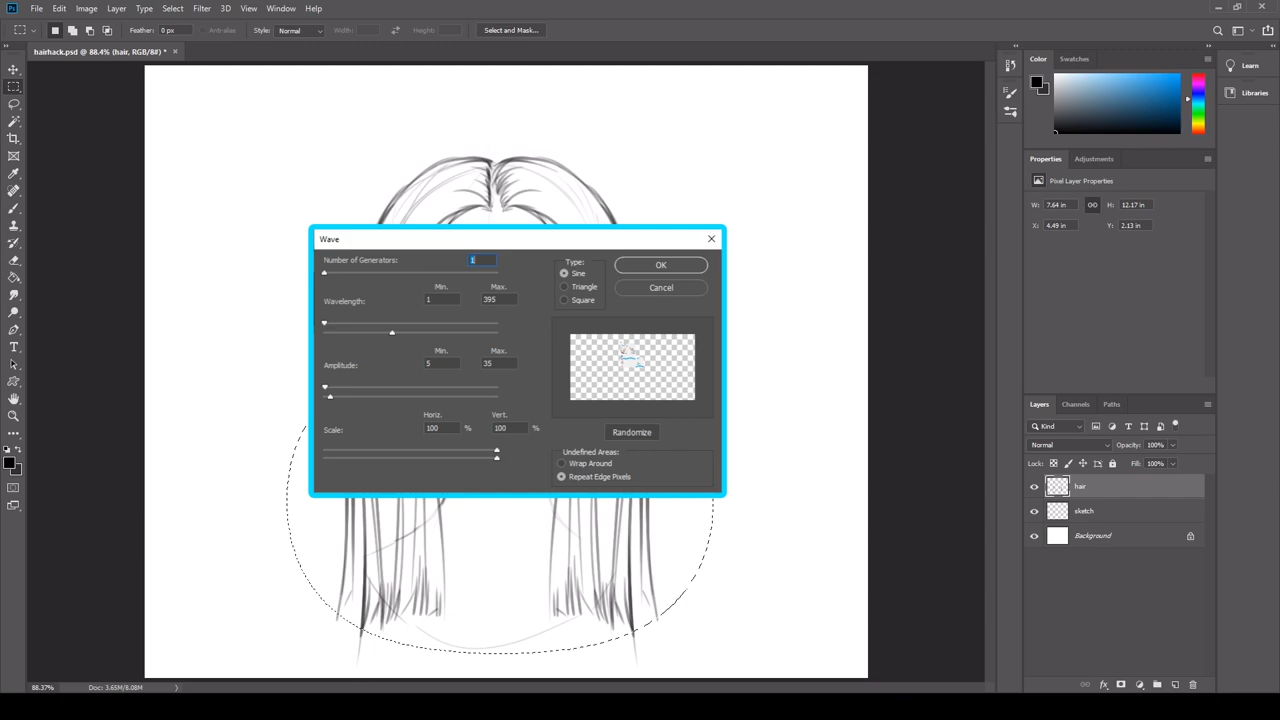 Ps File Edit Image Layer Type Select Filter 3D View Window Help
Feather: 0 px Anti-alias Style: Normal Width: Height: Select and Mask...
hairhack.psd @ 88.4% (hair, RGB/8#) * ×
Color Swatches
Learn
Libraries
Properties Adjustments
Pixel Layer Properties
W: 7.64 in H: 12.17 in
X: 4.49 in Y: 2.13 in
Wave
Number of Generators: 1
Type:
Sine
Triangle
Square
OK
Cancel
Min. Max.
Wavelength: 1 395
Min. Max.
Amplitude: 5 35
Horiz. Vert.
Scale: 100 % 100 %
Randomize
Undefined Areas:
Wrap Around
Repeat Edge Pixels
Layers Channels Paths
Kind
Normal Opacity: 100%
Lock: Fill: 100%
hair
sketch
Background
88.37% Doc: 3.65M/8.08M